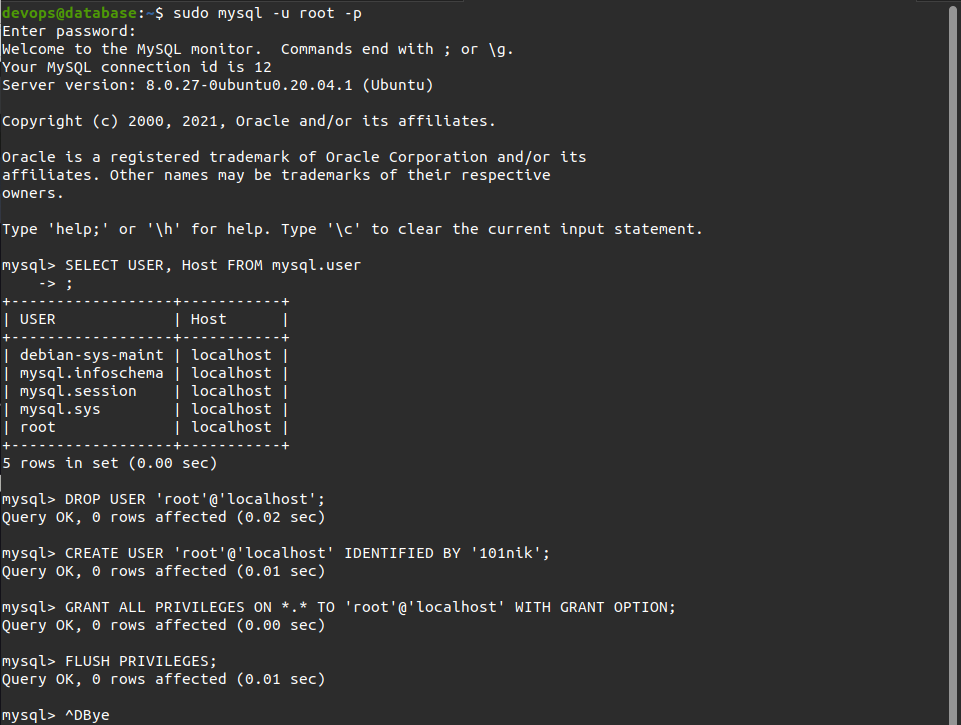 devops@database:~$ sudo mysql -u root -p
Enter password:
Welcome to the MySQL monitor.  Commands end with ; or \g.
Your MySQL connection id is 12
Server version: 8.0.27-0ubuntu0.20.04.1 (Ubuntu)

Copyright (c) 2000, 2021, Oracle and/or its affiliates.

Oracle is a registered trademark of Oracle Corporation and/or its
affiliates. Other names may be trademarks of their respective
owners.

Type 'help;' or '\h' for help. Type '\c' to clear the current input statement.

mysql> SELECT USER, Host FROM mysql.user
    -> ;
+------------------+-----------+
| USER             | Host      |
+------------------+-----------+
| debian-sys-maint | localhost |
| mysql.infoschema | localhost |
| mysql.session    | localhost |
| mysql.sys        | localhost |
| root             | localhost |
+------------------+-----------+
5 rows in set (0.00 sec)

mysql> DROP USER 'root'@'localhost';
Query OK, 0 rows affected (0.02 sec)

mysql> CREATE USER 'root'@'localhost' IDENTIFIED BY '101nik';
Query OK, 0 rows affected (0.01 sec)

mysql> GRANT ALL PRIVILEGES ON *.* TO 'root'@'localhost' WITH GRANT OPTION;
Query OK, 0 rows affected (0.00 sec)

mysql> FLUSH PRIVILEGES;
Query OK, 0 rows affected (0.01 sec)

mysql> ^DBye